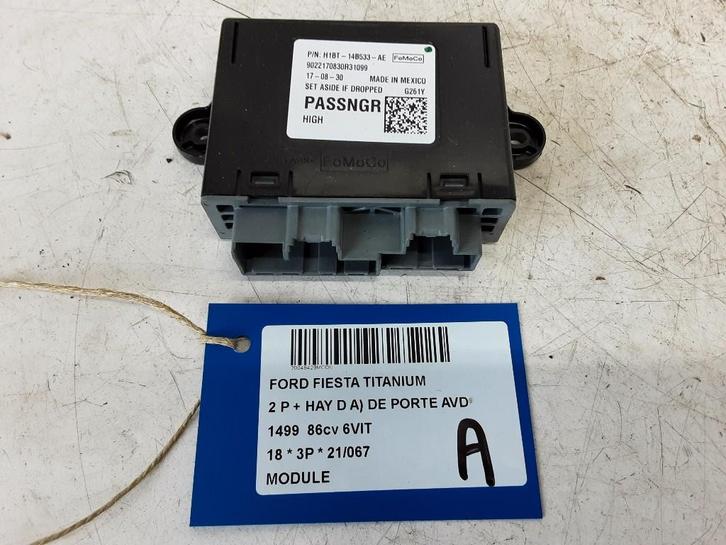 P/N: H1BT-14B533-AE FoMoCo
9022170830R31099
17-08-30 MADE IN MEXICO
SET ASIDE IF DROPPED G261Y
PASSNGR
HIGH
FoMoCo
FORD FIESTA TITANIUM
2 P + HAY D A) DE PORTE AVD
1499 86cv 6VIT
18 * 3P * 21/067
MODULE
A